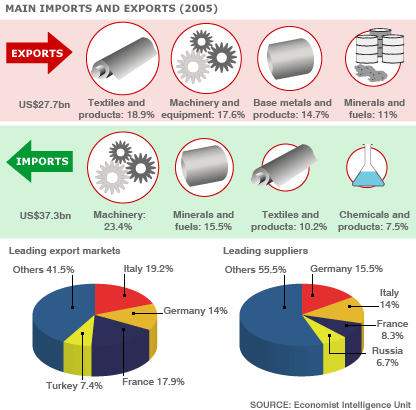 MAIN IMPORTS AND EXPORTS (2005)
EXPORTS
US$27.7bn
Textiles and
products: 18.9%
Machinery and
equipment: 17.6%
Base metals and
products: 14.7%
Minerals and
fuels: 11%
IMPORTS
US$37.3bn
Machinery:
23.4%
Minerals and
fuels: 15.5%
Textiles and
products: 10.2%
Chemicals and
products: 7.5%
Leading export markets
Others 41.5%
Italy 19.2%
Germany 14%
France 17.9%
Turkey 7.4%
Leading suppliers
Others 55.5%
Germany 15.5%
Italy
14%
France
8.3%
Russia
6.7%
SOURCE: Economist Intelligence Unit